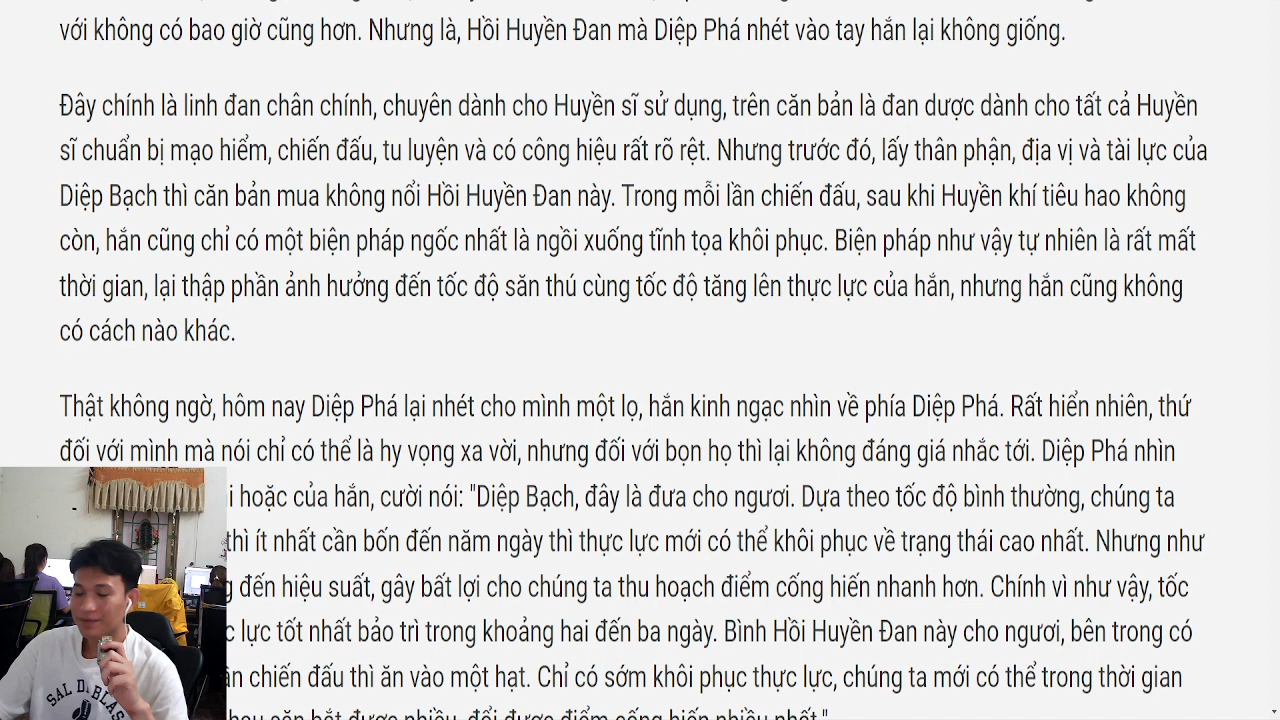 với không có bao giờ cũng hơn. Nhưng là, Hồi Huyền Đan mà Diệp Phá nhét vào tay hắn lại không giống.
Đây chính là linh đan chân chính, chuyên dành cho Huyền sĩ sử dụng, trên căn bản là đan dược dành cho tất cả Huyền
sĩ chuẩn bị mạo hiểm, chiến đấu, tu luyện và có công hiệu rất rõ rệt. Nhưng trước đó, lấy thân phận, địa vị và tài lực của
Diệp Bạch thì căn bản mua không nổi Hồi Huyền Đan này. Trong mỗi lần chiến đấu, sau khi Huyền khí tiêu hao không
còn, hắn cũng chỉ có một biện pháp ngốc nhất là ngồi xuống tĩnh tọa khôi phục. Biện pháp như vậy tự nhiên là rất mất
thời gian, lại thập phần ảnh hưởng đến tốc độ săn thú cùng tốc độ tăng lên thực lực của hắn, nhưng hắn cũng không
có cách nào khác.
Thật không ngờ, hôm nay Diệp Phá lại nhét cho mình một lọ, hắn kinh ngạc nhìn về phía Diệp Phá. Rất hiển nhiên, thứ
đối với mình mà nói chỉ có thể là hy vọng xa vời, nhưng đối với bọn họ thì lại không đáng giá nhắc tới. Diệp Phá nhìn
hoặc của hắn, cười nói: "Diệp Bạch, đây là đưa cho ngươi. Dựa theo tốc độ bình thường, chúng ta
thì ít nhất cần bốn đến năm ngày thì thực lực mới có thể khôi phục về trạng thái cao nhất. Nhưng như
đến hiệu suất, gây bất lợi cho chúng ta thu hoạch điểm cống hiến nhanh hơn. Chính vì như vậy, tốc
lực tốt nhất bảo trì trong khoảng hai đến ba ngày. Bình Hồi Huyền Đan này cho ngươi, bên trong có
chiến đấu thì ăn vào một hạt. Chỉ có sớm khôi phục thực lực, chúng ta mới có thể trong thời gian
săn bắt được nhiều, đổi được điểm cống hiến nhiều nhất."
SAL DE BLAS